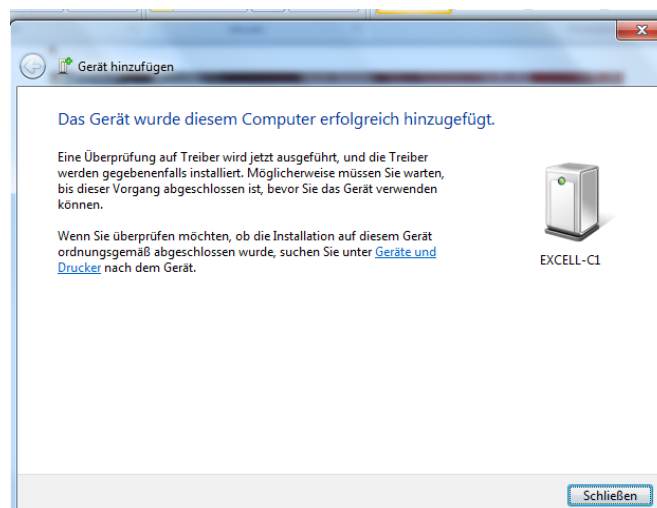 Gerät hinzufügen
Das Gerät wurde diesem Computer erfolgreich hinzugefügt.
Eine Überprüfung auf Treiber wird jetzt ausgeführt, und die Treiber
werden gegebenenfalls installiert. Möglicherweise müssen Sie warten,
bis dieser Vorgang abgeschlossen ist, bevor Sie das Gerät verwenden
können.
Wenn Sie überprüfen möchten, ob die Installation auf diesem Gerät
ordnungsgemäß abgeschlossen wurde, suchen Sie unter Geräte und
Drucker nach dem Gerät.
EXCELL-C1
Schließen